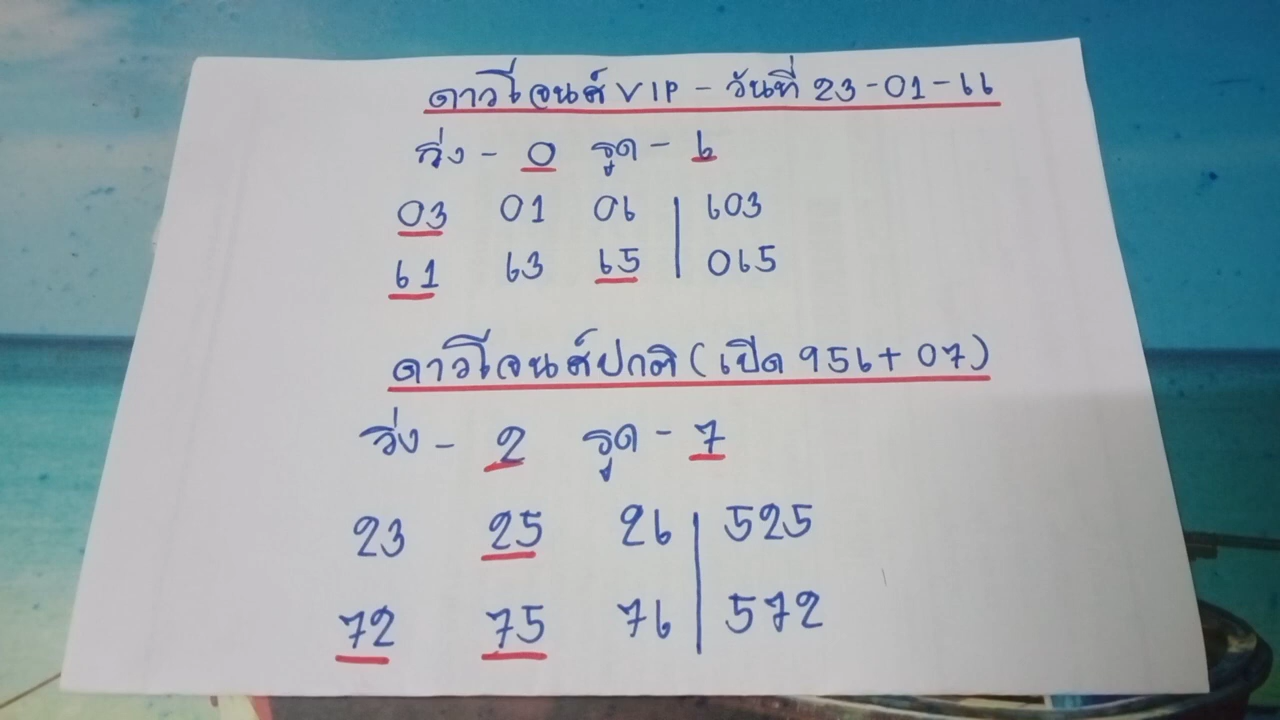 ดาวโจนส์ VIP - วันที่ 23-01-66
วิ่ง - 0 รูด - 6
03 01 06 | 603
61 63 65 | 065
ดาวโจนส์ปกติ (เปิด 956+07)
วิ่ง - 2 รูด - 7
23 25 26 | 525
72 75 76 | 572